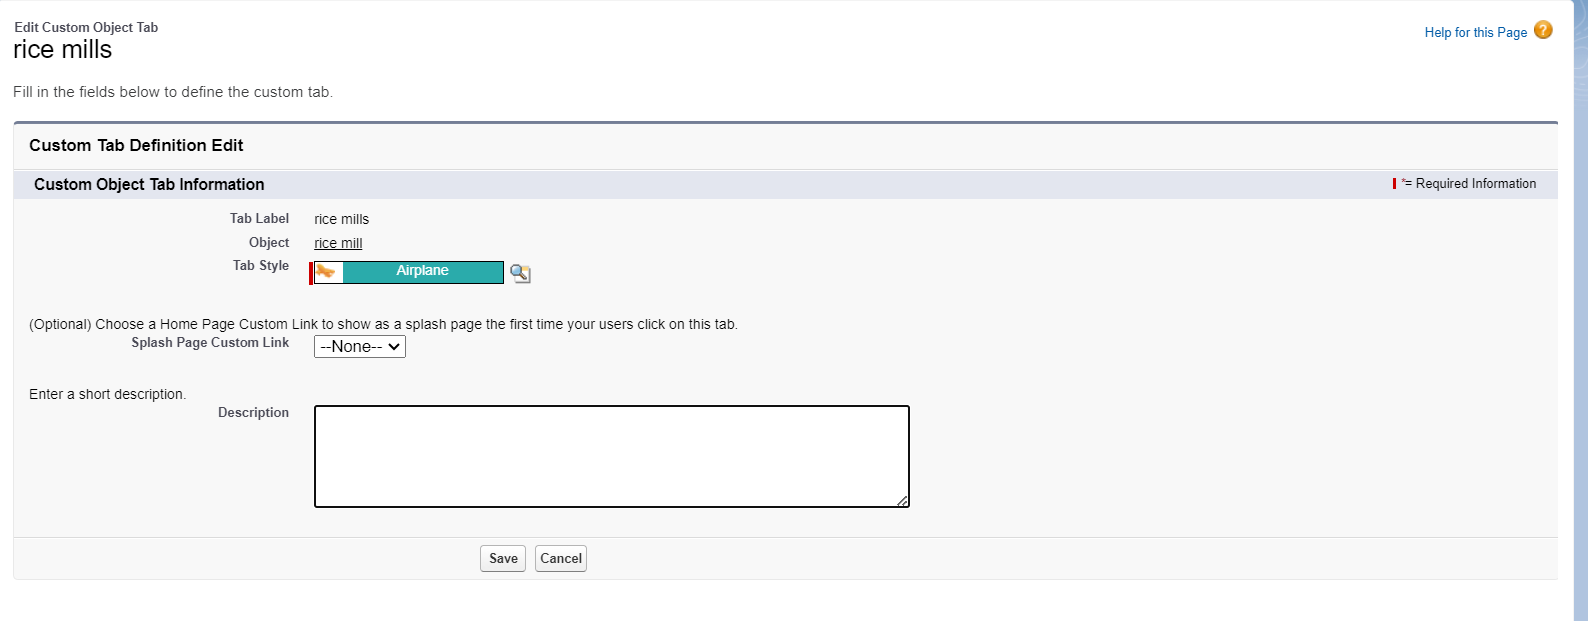 Edit Custom Object Tab
rice mills
Help for this Page ?
Fill in the fields below to define the custom tab.
Custom Tab Definition Edit
Custom Object Tab Information
*= Required Information
Tab Label rice mills
Object rice mill
Tab Style Airplane
(Optional) Choose a Home Page Custom Link to show as a splash page the first time your users click on this tab.
Splash Page Custom Link --None--
Enter a short description.
Description
Save Cancel